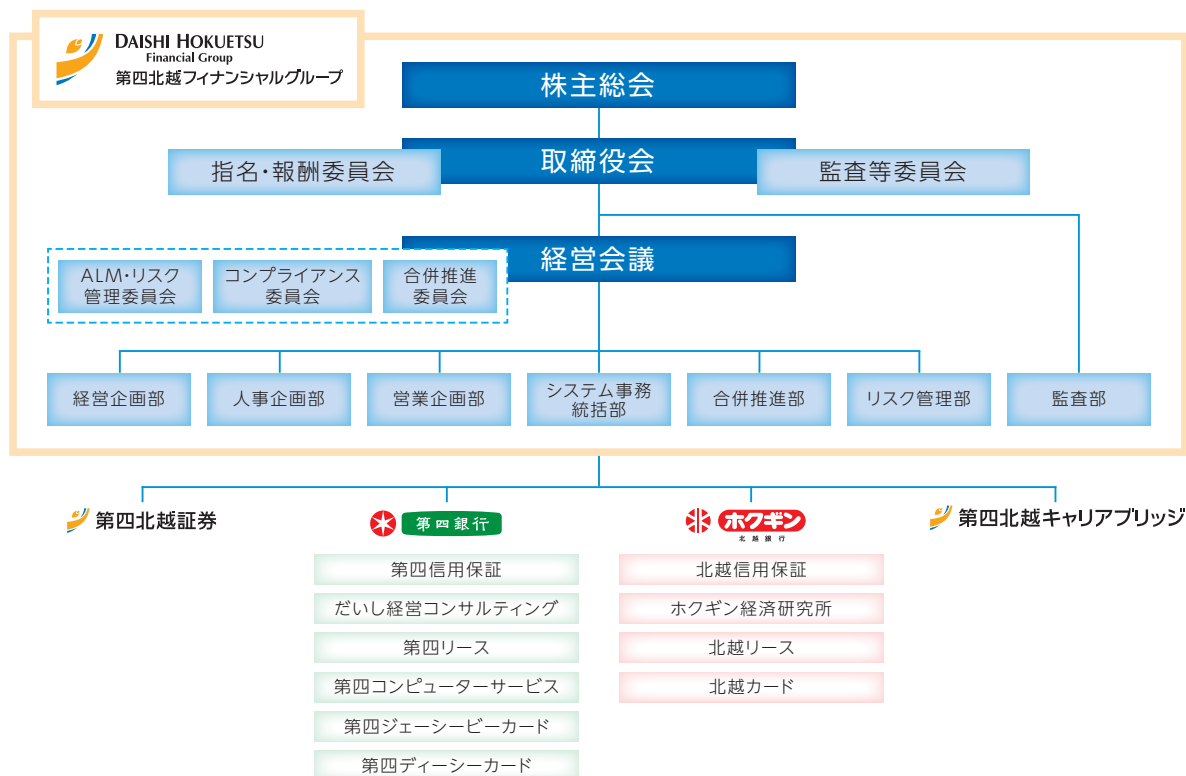 DAISHI HOKUETSU
Financial Group
第四北越フィナンシャルグループ
株主総会
取締役会
指名・報酬委員会
監査等委員会
経営会議
ALM・リスク
管理委員会
コンプライアンス
委員会
合併推進
委員会
経営企画部
人事企画部
営業企画部
システム事務
統括部
合併推進部
リスク管理部
監査部
第四北越証券
第四銀行
ホクギン
北越銀行
第四北越キャリアブリッジ
第四信用保証
だいし経営コンサルティング
第四リース
第四コンピューターサービス
第四ジェーシービーカード
第四ディーシーカード
北越信用保証
ホクギン経済研究所
北越リース
北越カード